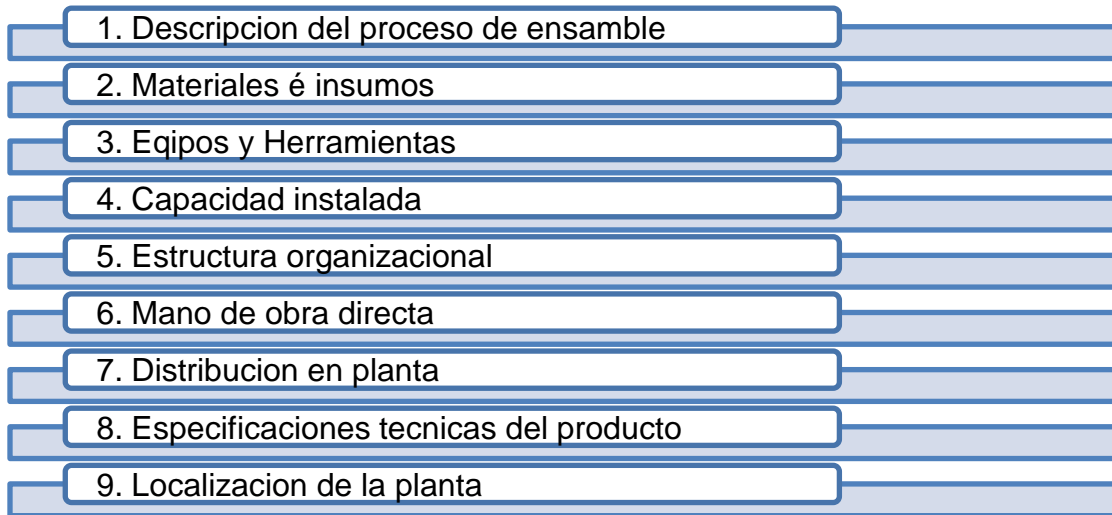 1. Descripcion del proceso de ensamble
2. Materiales é insumos
3. Eqipos y Herramientas
4. Capacidad instalada
5. Estructura organizacional
6. Mano de obra directa
7. Distribucion en planta
8. Especificaciones tecnicas del producto
9. Localizacion de la planta